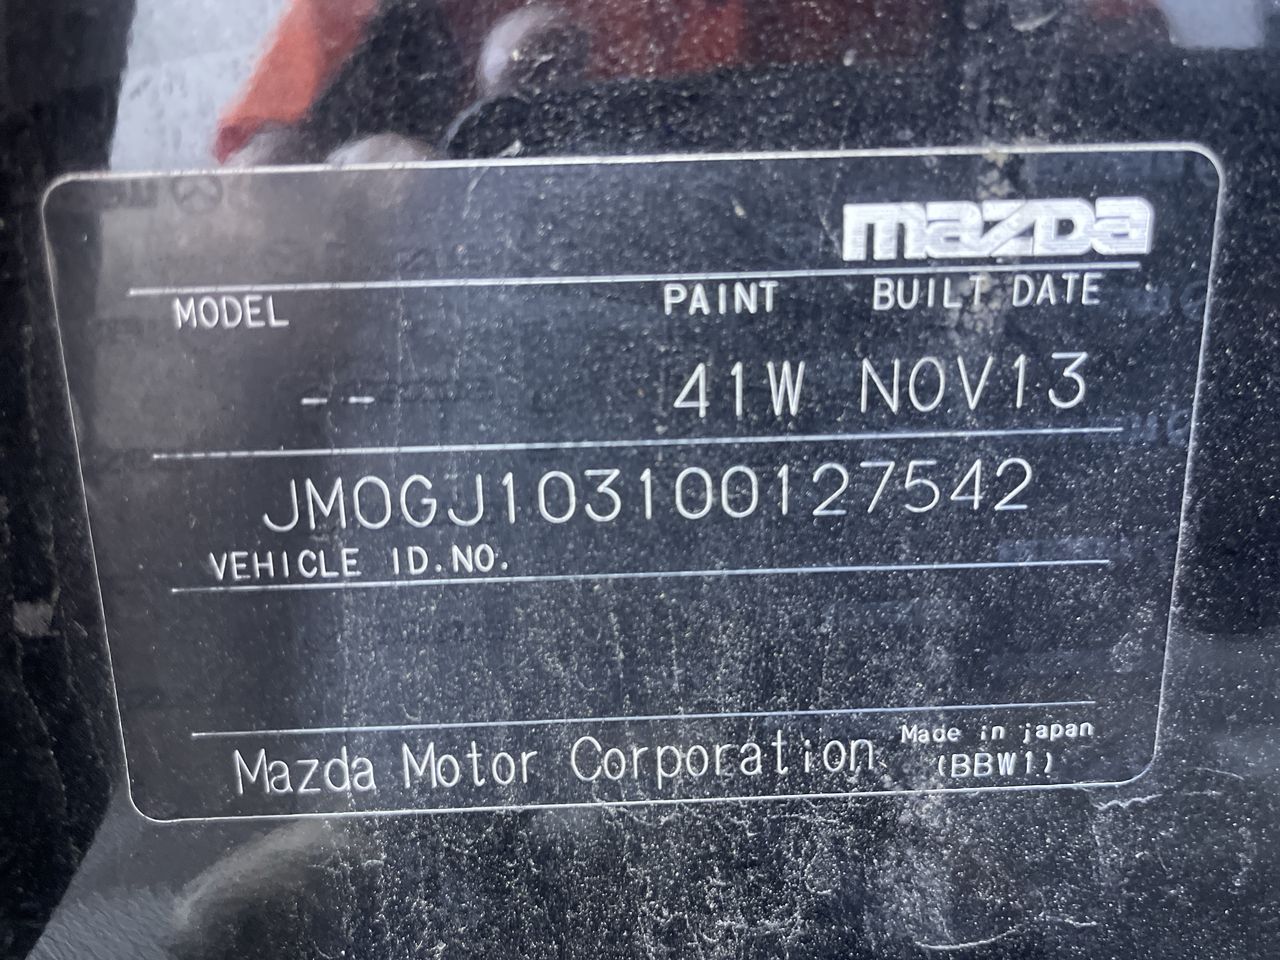 mazda
MODEL PAINT BUILT DATE
-- 41W NOV13
JM0GJ103100127542
VEHICLE ID.NO.
Mazda Motor Corporation Made in japan
(BBW1)